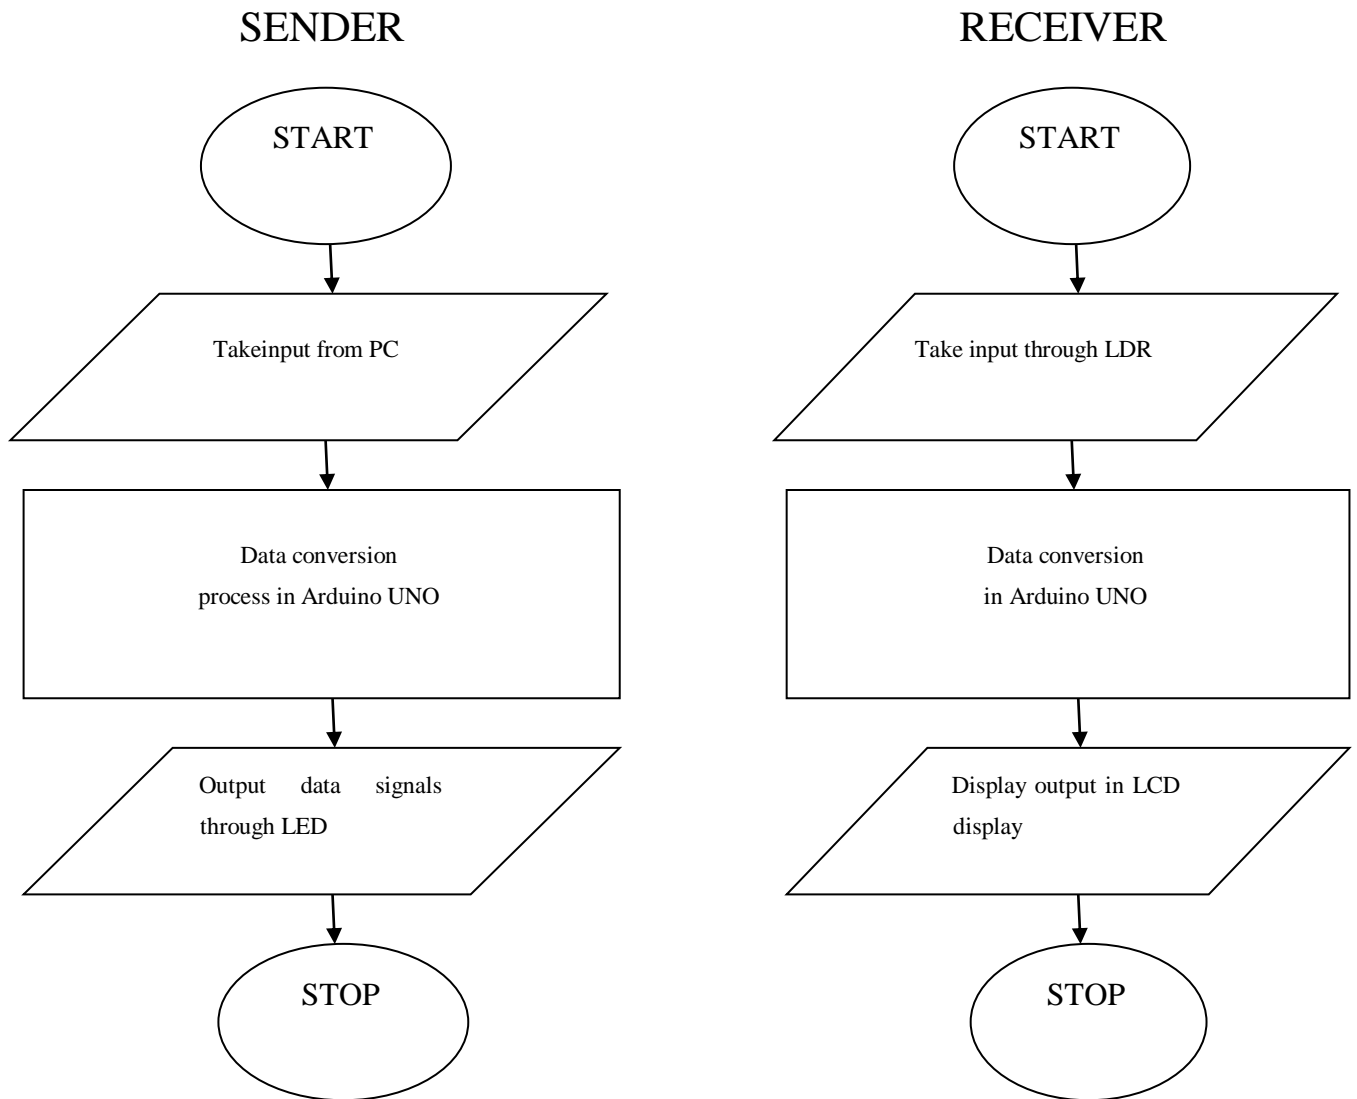 SENDER
START
Takeinput from PC
Data conversion
process in Arduino UNO
Output data signals
through LED
STOP
RECEIVER
START
Take input through LDR
Data conversion
in Arduino UNO
Display output in LCD
display
STOP